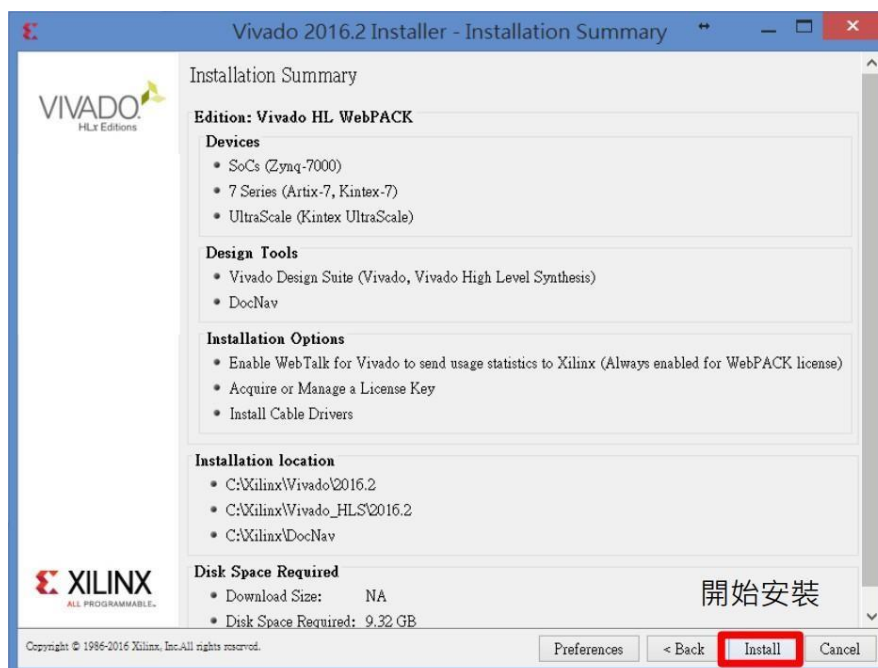 Vivado 2016.2 Installer - Installation Summary
VIVADO.
HLx Editions
Installation Summary
Edition: Vivado HL WebPACK
Devices
SoCs (Zynq-7000)
7 Series (Artix-7, Kintex-7)
UltraScale (Kintex UltraScale)
Design Tools
Vivado Design Suite (Vivado, Vivado High Level Synthesis)
DocNav
Installation Options
Enable WebTalk for Vivado to send usage statistics to Xilinx (Always enabled for WebPACK license)
Acquire or Manage a License Key
Install Cable Drivers
Installation location
C:\Xilinx\Vivado\2016.2
C:\Xilinx\Vivado_HLS\2016.2
C:\Xilinx\DocNav
Disk Space Required
Download Size: NA
Disk Space Required: 9.32 GB
開始安裝
XILINX
ALL PROGRAMMABLE.
Copyright © 1986-2016 Xilinx, Inc.All rights reserved.
Preferences < Back Install Cancel